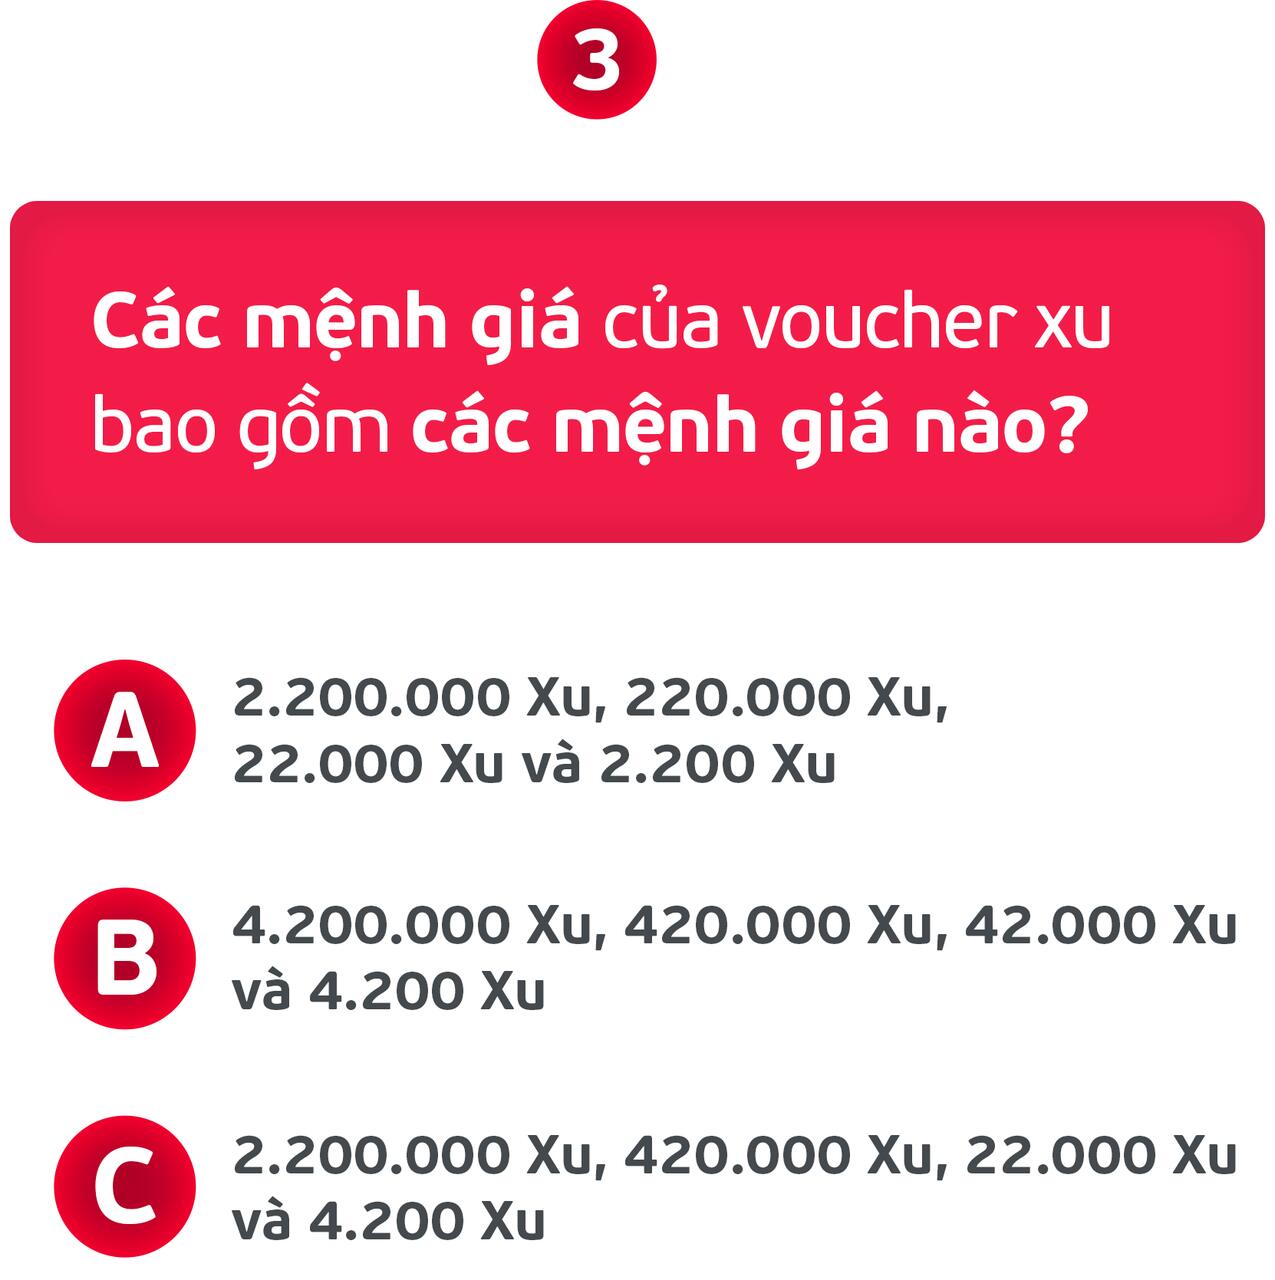 3
Các mệnh giá của voucher xu
bao gồm các mệnh giá nào?
A
2.200.000 Xu, 220.000 Xu,
22.000 Xu và 2.200 Xu
B
4.200.000 Xu, 420.000 Xu, 42.000 Xu
và 4.200 Xu
C
2.200.000 Xu, 420.000 Xu, 22.000 Xu
và 4.200 Xu